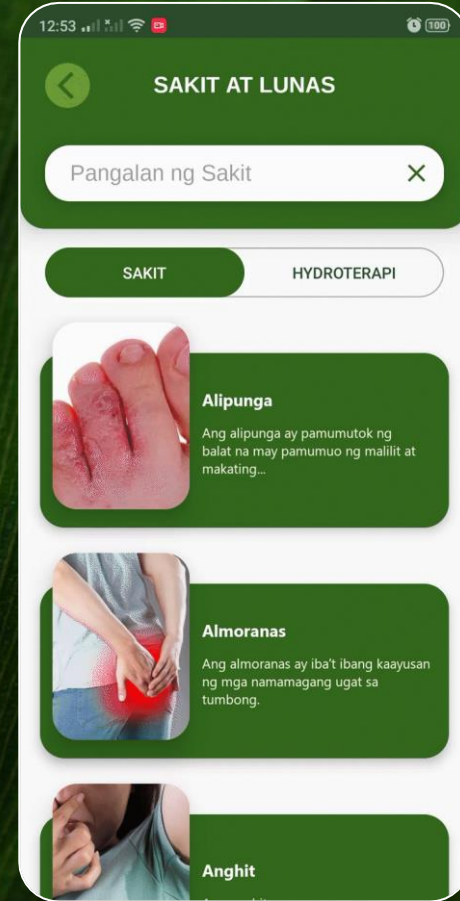 12:53
100
SAKIT AT LUNAS
Pangalan ng Sakit
SAKIT
HYDROTERAPI
Alipunga
Ang alipunga ay pamumutok ng
balat na may pamumuo ng malilit at
makating...
Almoranas
Ang almoranas ay iba't ibang kaayusan
ng mga namamagang ugat sa
tumbong.
Anghit